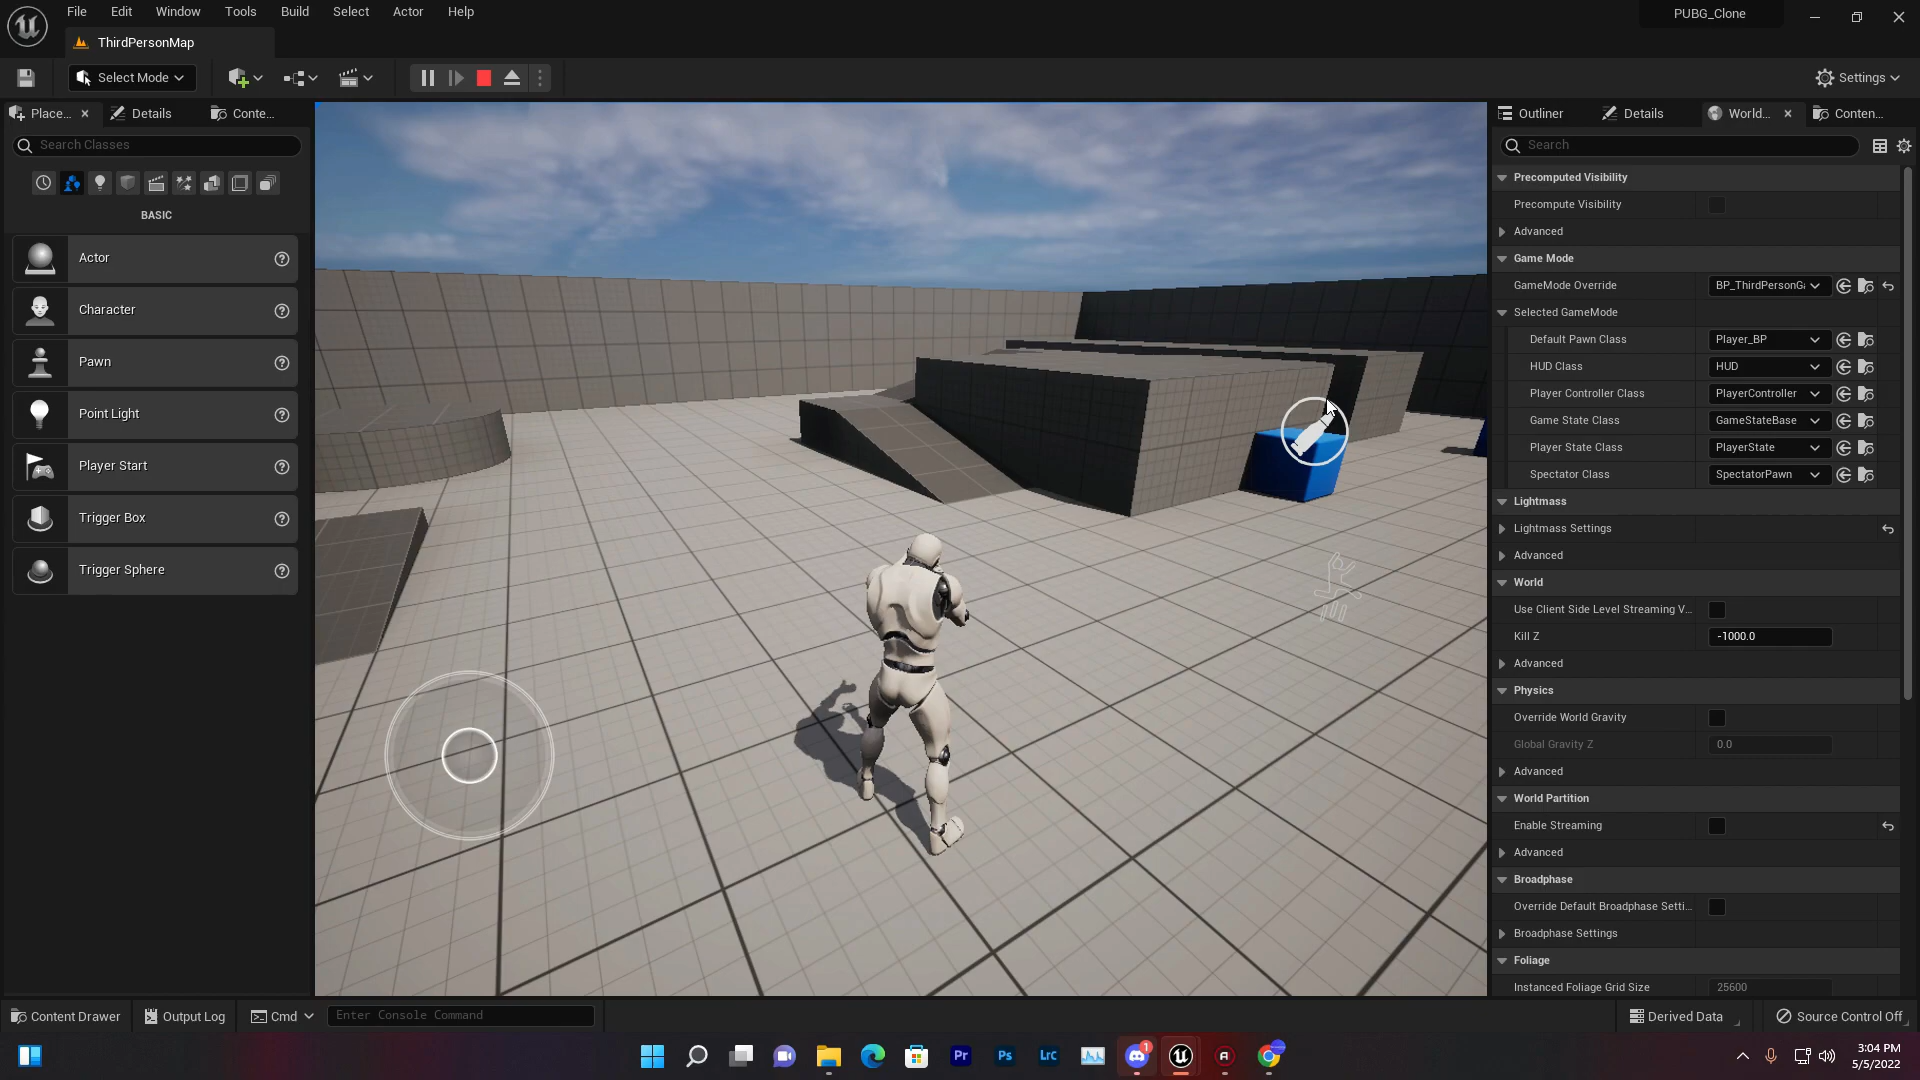 File Edit Window Tools Build Select Actor Help
PUBG_Clone
ThirdPersonMap
Select Mode
Settings
Place...
Details
Conte...
Search Classes
BASIC
Actor
Character
Pawn
Point Light
Player Start
Trigger Box
Trigger Sphere
Outliner
Details
World...
Conten...
Search
Precomputed Visibility
Precompute Visibility
Advanced
Game Mode
GameMode Override BP_ThirdPersonG
Selected GameMode
Default Pawn Class Player_BP
HUD Class HUD
Player Controller Class PlayerController
Game State Class GameStateBase
Player State Class PlayerState
Spectator Class SpectatorPawn
Lightmass
Lightmass Settings
Advanced
World
Use Client Side Level Streaming V...
Kill Z -1000.0
Advanced
Physics
Override World Gravity
Global Gravity Z 0.0
Advanced
World Partition
Enable Streaming
Advanced
Broadphase
Override Default Broadphase Setti...
Broadphase Settings
Foliage
Instanced Foliage Grid Size 25600
Content Drawer
Output Log
Cmd
Enter Console Command
Derived Data
Source Control Off
Pr
Ps
LrC
1
3:04 PM
5/5/2022